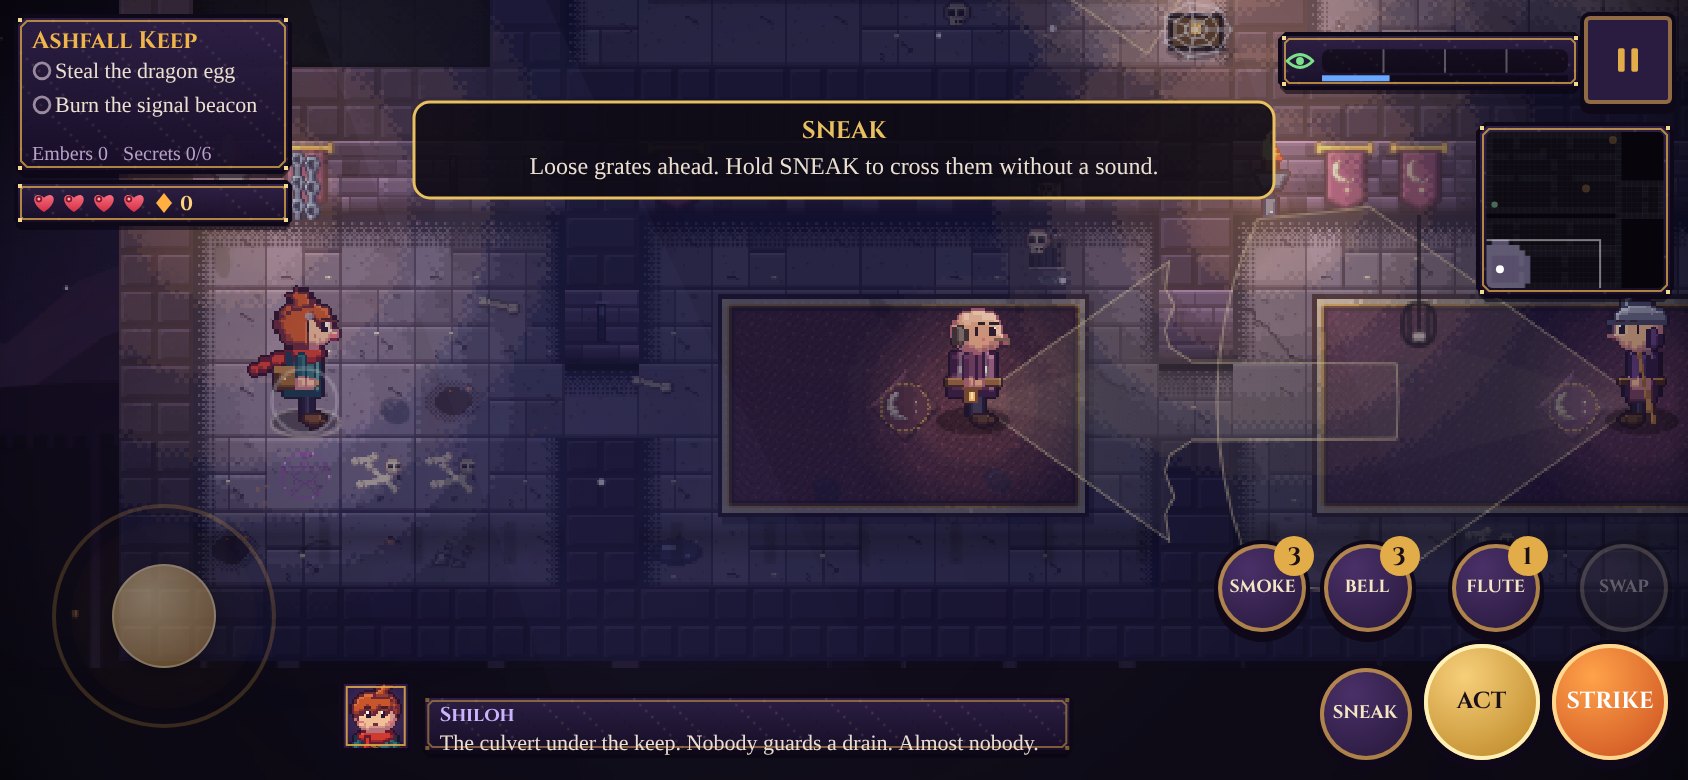 Ashfall Keep
Steal the dragon egg
Burn the signal beacon
Embers 0 Secrets 0/6
0
SNEAK
Loose grates ahead. Hold SNEAK to cross them without a sound.
3
3
1
SMOKE
BELL
FLUTE
SWAP
SNEAK
ACT
STRIKE
Shiloh
The culvert under the keep. Nobody guards a drain. Almost nobody.